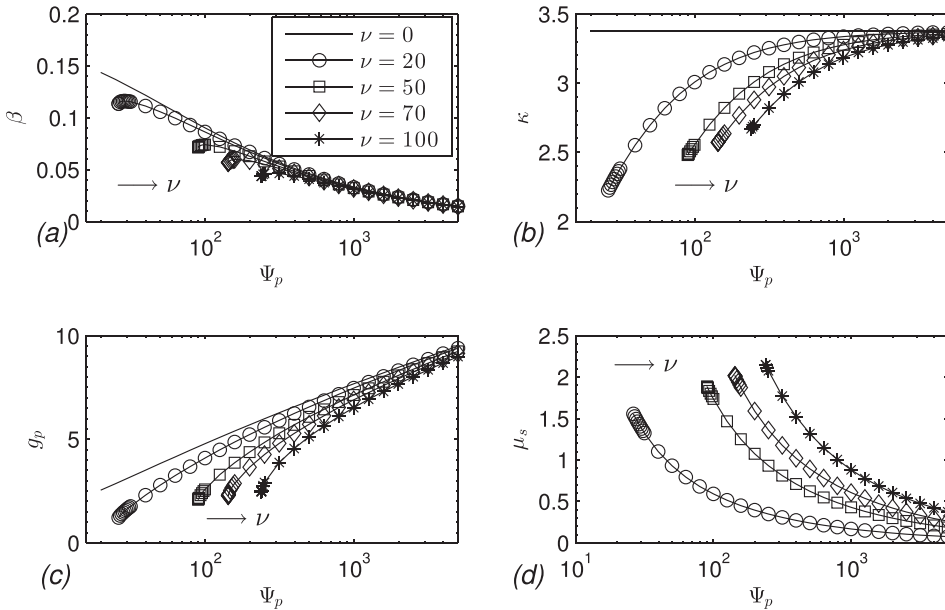 0.2
0.15
0.1
0.05
0
β
ν = 0
ν = 20
ν = 50
ν = 70
ν = 100
→ ν
10² 10³
(a)
Ψp
3.5
3
2.5
2
κ
→ ν
10² 10³
(b)
Ψp
10
5
0
gp
→ ν
10² 10³
(c)
Ψp
2.5
2
1.5
1
0.5
0
μs
→ ν
10¹ 10² 10³
(d)
Ψp